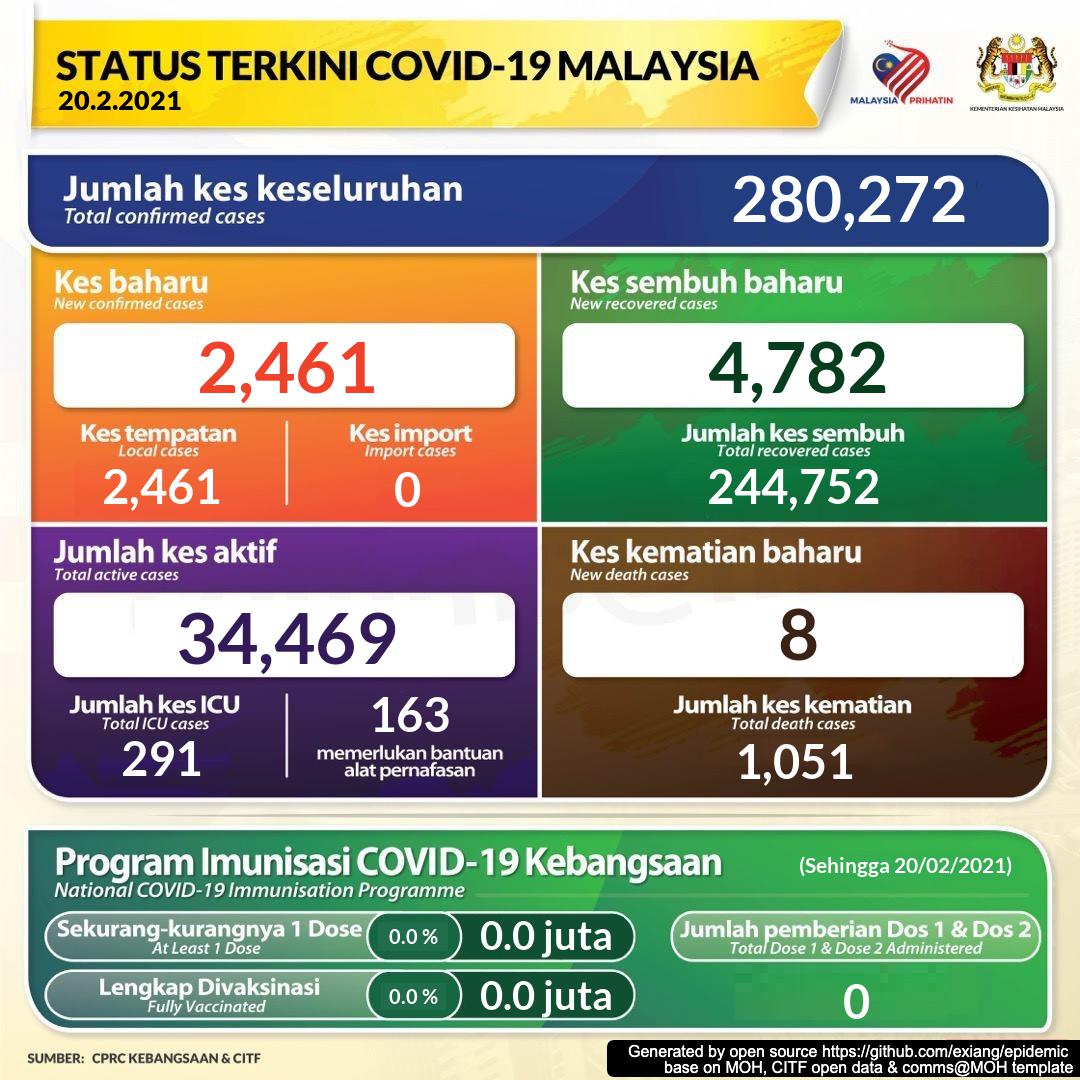 STATUS TERKINI COVID-19 MALAYSIA
20.2.2021
MALAYSIA PRIHATIN
KEMENTERIAN KESIHATAN MALAYSIA
Jumlah kes keseluruhan
Total confirmed cases
280,272
Kes baharu
New confirmed cases
2,461
Kes tempatan
Local cases
2,461
Kes import
Import cases
0
Kes sembuh baharu
New recovered cases
4,782
Jumlah kes sembuh
Total recovered cases
244,752
Jumlah kes aktif
Total active cases
34,469
Jumlah kes ICU
Total ICU cases
291
163
memerlukan bantuan
alat pernafasan
Kes kematian baharu
New death cases
8
Jumlah kes kematian
Total death cases
1,051
Program Imunisasi COVID-19 Kebangsaan
National COVID-19 Immunisation Programme
(Sehingga 20/02/2021)
Sekurang-kurangnya 1 Dose
At Least 1 Dose
0.0 %
0.0 juta
Lengkap Divaksinasi
Fully Vaccinated
0.0 %
0.0 juta
Jumlah pemberian Dos 1 & Dos 2
Total Dose 1 & Dose 2 Administered
0
SUMBER: CPRC KEBANGSAAN & CITF
Generated by open source https://github.com/exiang/epidemic
base on MOH, CITF open data & comms@MOH template